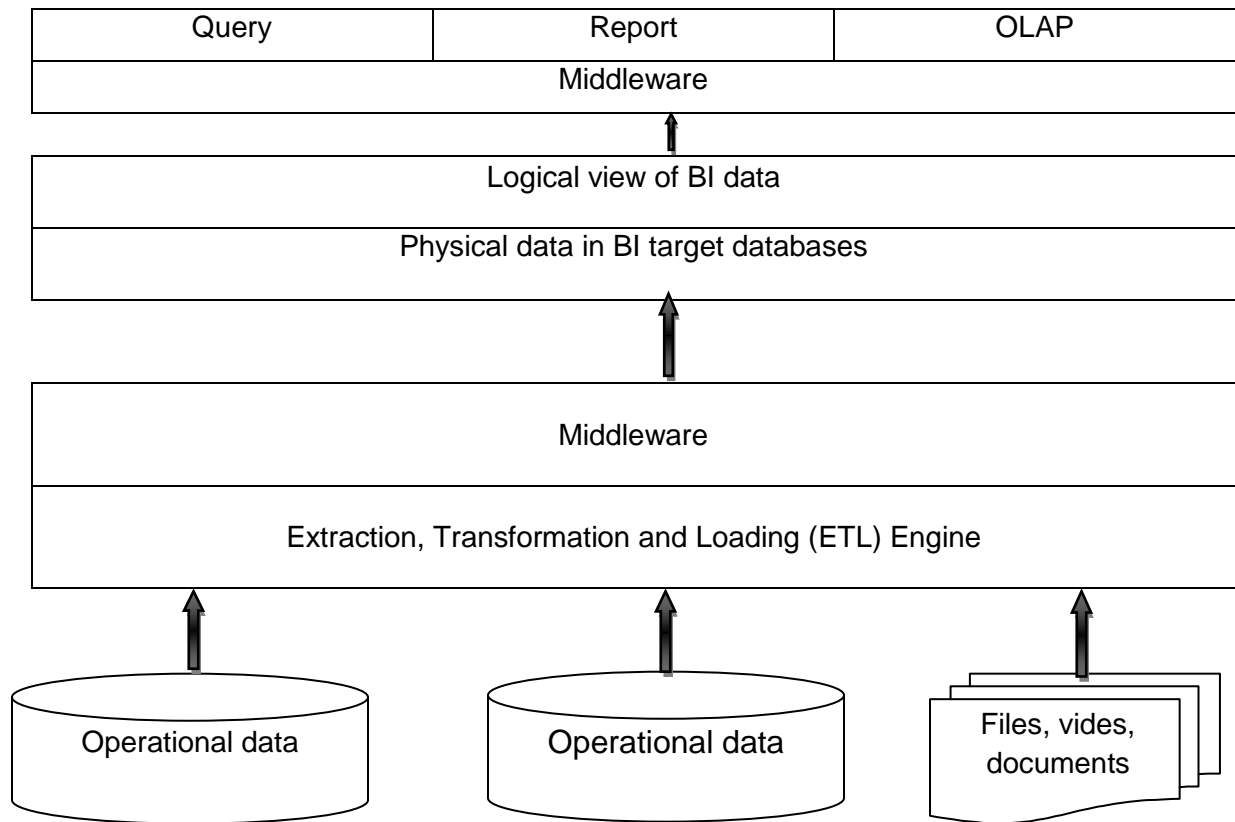 Query
Report
OLAP
Middleware
Logical view of BI data
Physical data in BI target databases
Middleware
Extraction, Transformation and Loading (ETL) Engine
Operational data
Operational data
Files, vides,
documents